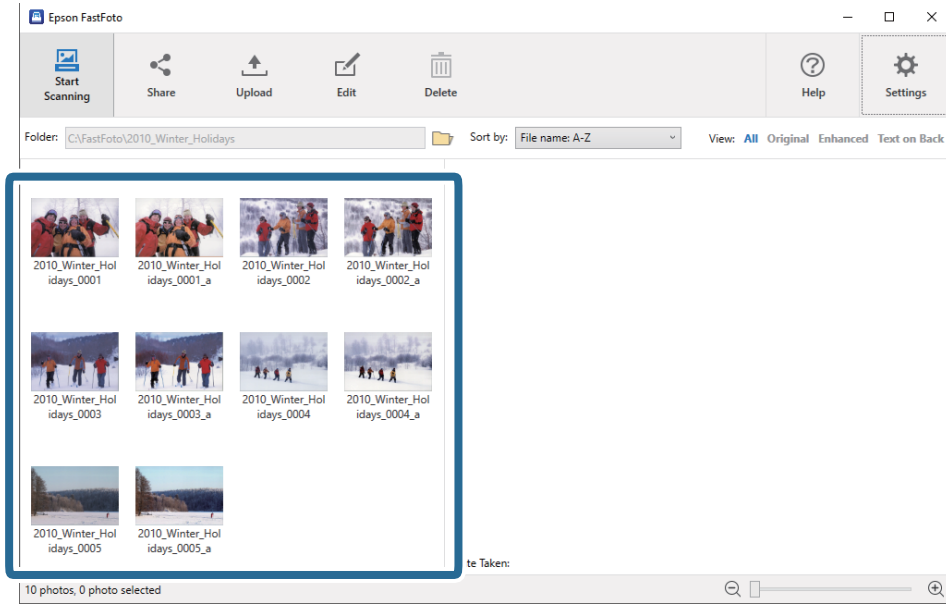 Epson FastFoto
Start
Scanning
Share
Upload
Edit
Delete
Help
Settings
Folder: C:\FastFoto\2010_Winter_Holidays
Sort by: File name: A-Z
View: All Original Enhanced Text on Back
2010_Winter_Hol
idays_0001
2010_Winter_Hol
idays_0001_a
2010_Winter_Hol
idays_0002
2010_Winter_Hol
idays_0002_a
2010_Winter_Hol
idays_0003
2010_Winter_Hol
idays_0003_a
2010_Winter_Hol
idays_0004
2010_Winter_Hol
idays_0004_a
2010_Winter_Hol
idays_0005
2010_Winter_Hol
idays_0005_a
te Taken:
10 photos, 0 photo selected